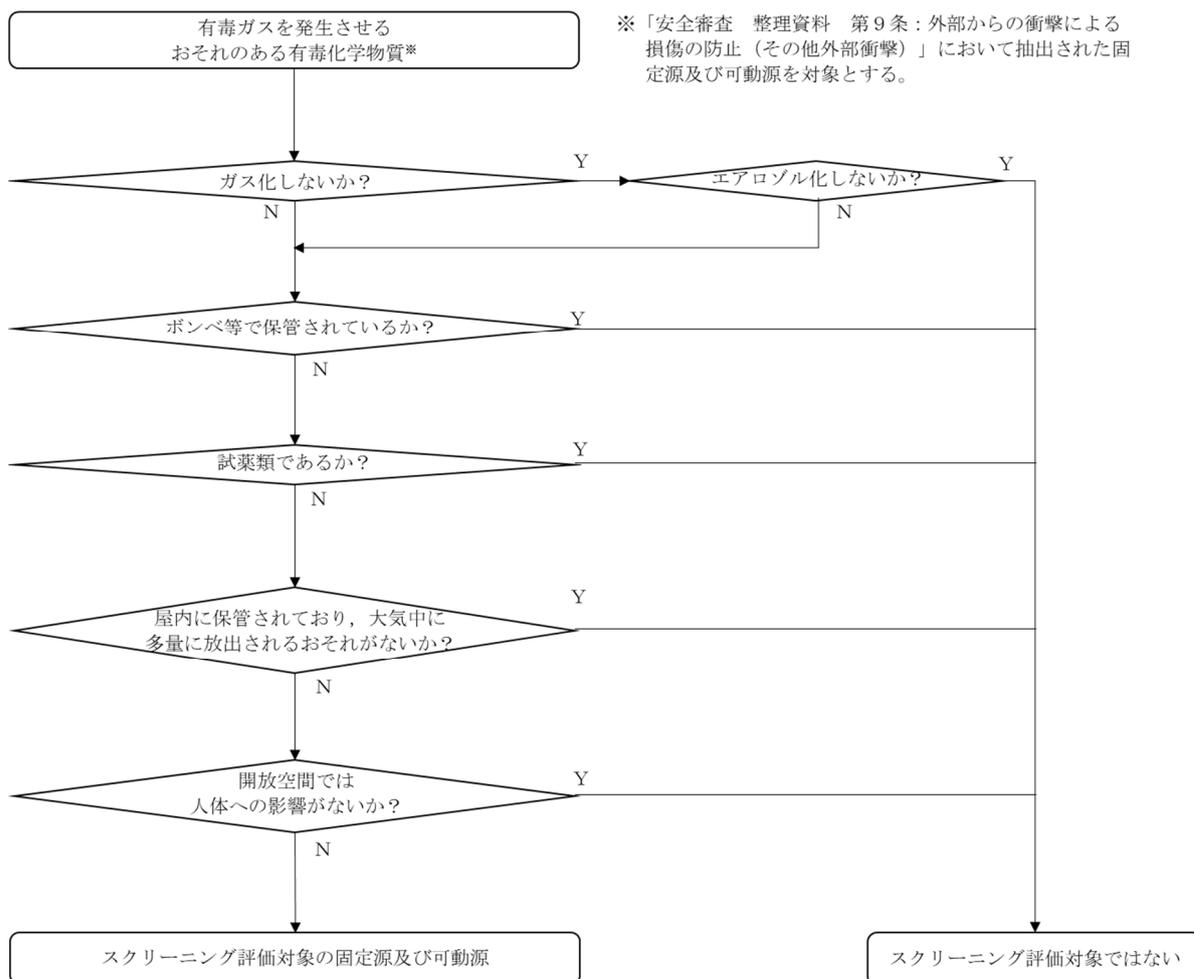 有毒ガスを発生させる
おそれのある有毒化学物質※
※「安全審査　整理資料　第９条：外部からの衝撃による
損傷の防止（その他外部衝撃）」において抽出された固
定源及び可動源を対象とする。
ガス化しないか？
Y
N
エアロゾル化しないか？
Y
N
ボンベ等で保管されているか？
Y
N
試薬類であるか？
Y
N
屋内に保管されており，大気中に
多量に放出されるおそれがないか？
Y
N
開放空間では
人体への影響がないか？
Y
N
スクリーニング評価対象の固定源及び可動源
スクリーニング評価対象ではない